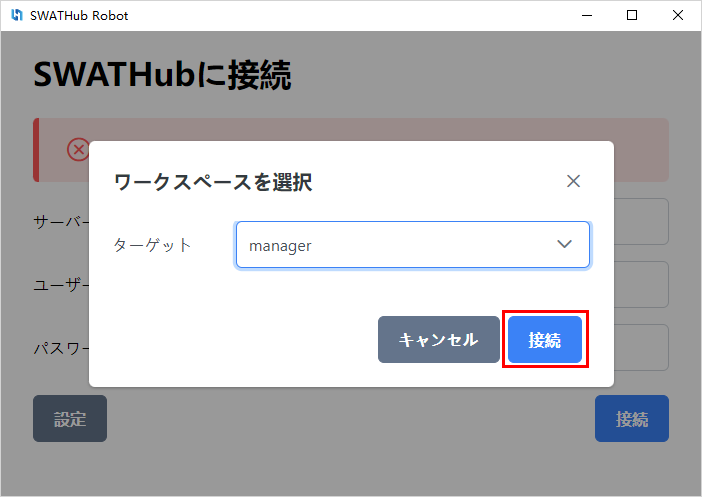 SWATHub Robot
SWATHubに接続
ワークスペースを選択
サーバー
ターゲット
manager
ユーザー
キャンセル
接続
パスワー
設定
接続